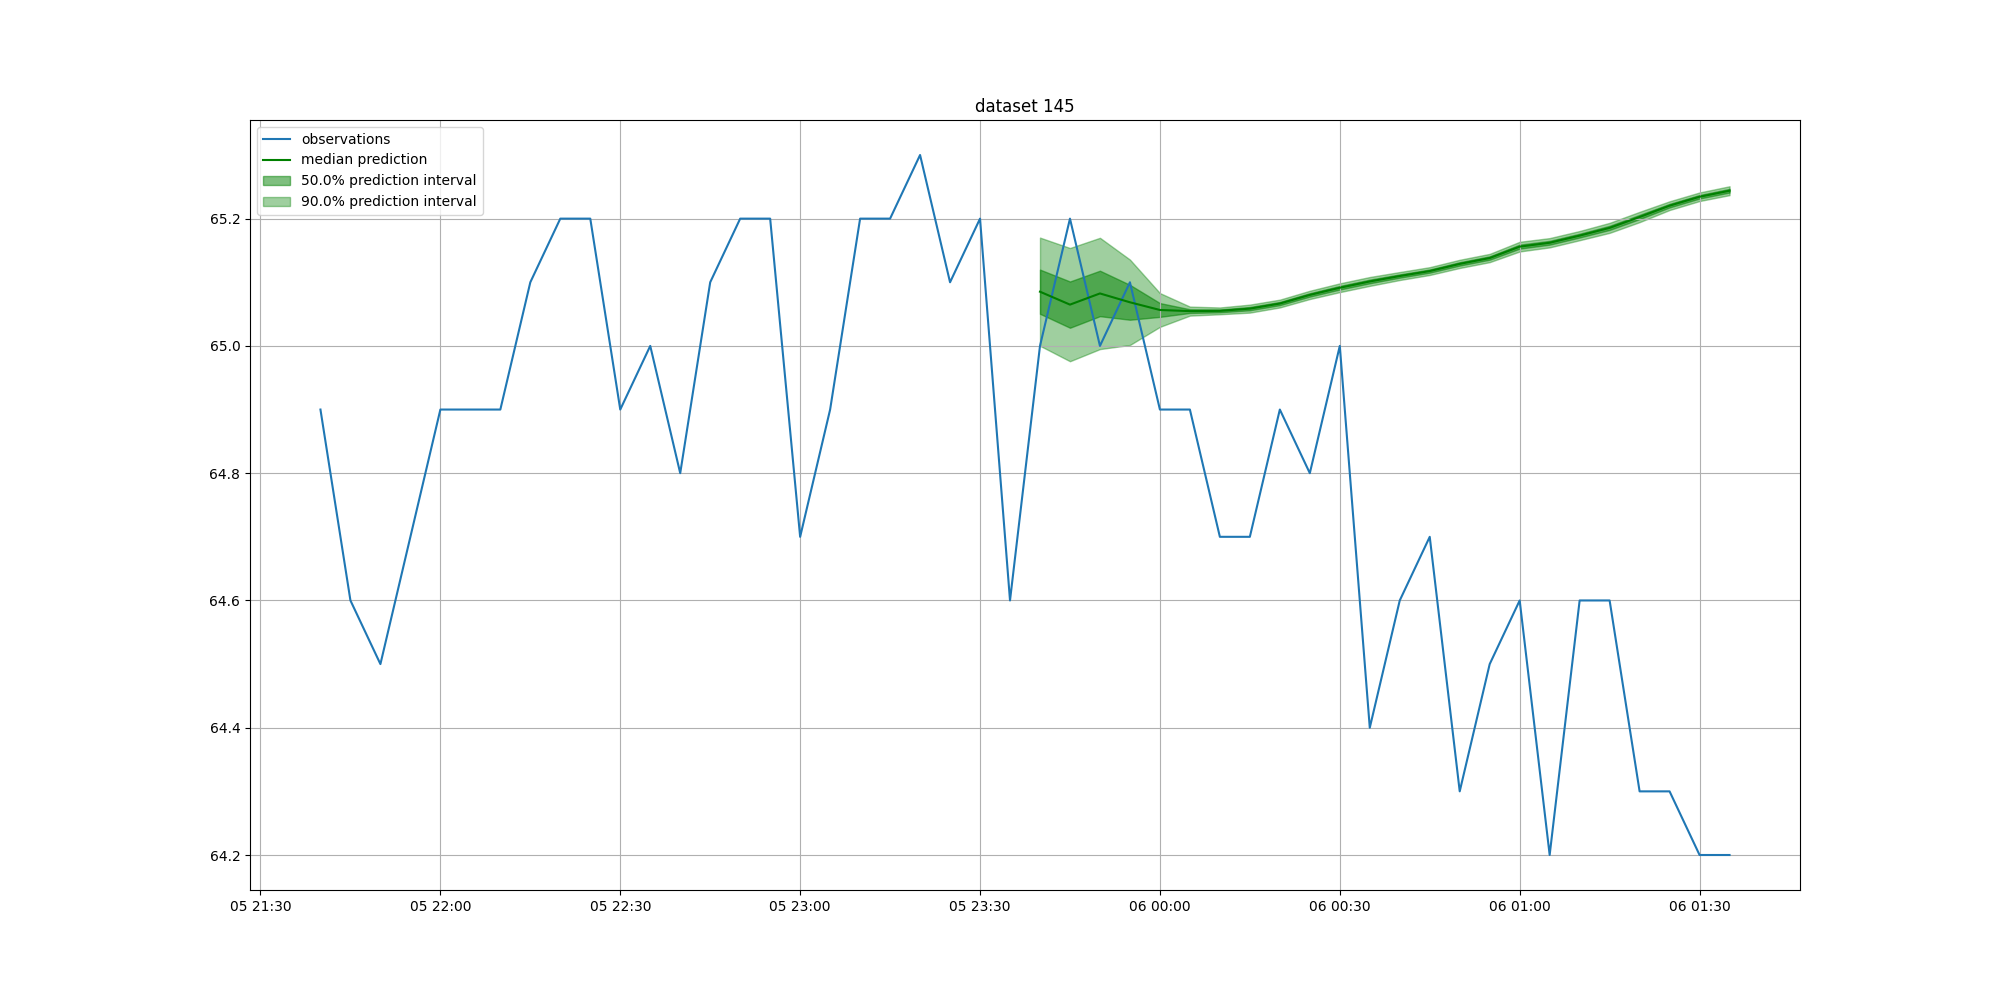 dataset 145
observations
median prediction
50.0% prediction interval
90.0% prediction interval
65.2
65.0
64.8
64.6
64.4
64.2
05 21:30 05 22:00 05 22:30 05 23:00 05 23:30 06 00:00 06 00:30 06 01:00 06 01:30